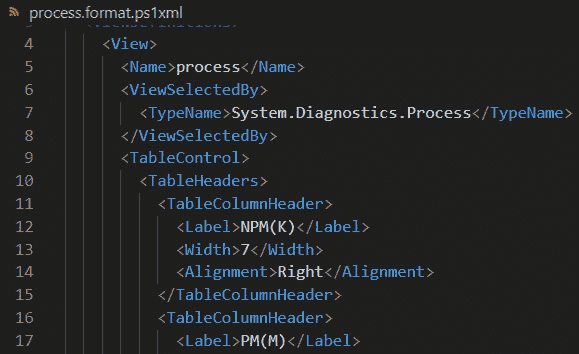 process.format.ps1xml
3 <ViewDefinitions>
4 <View>
5 <Name>process</Name>
6 <ViewSelectedBy>
7 <TypeName>System.Diagnostics.Process</TypeName>
8 </ViewSelectedBy>
9 <TableControl>
10 <TableHeaders>
11 <TableColumnHeader>
12 <Label>NPM(K)</Label>
13 <Width>7</Width>
14 <Alignment>Right</Alignment>
15 </TableColumnHeader>
16 <TableColumnHeader>
17 <Label>PM(M)</Label>